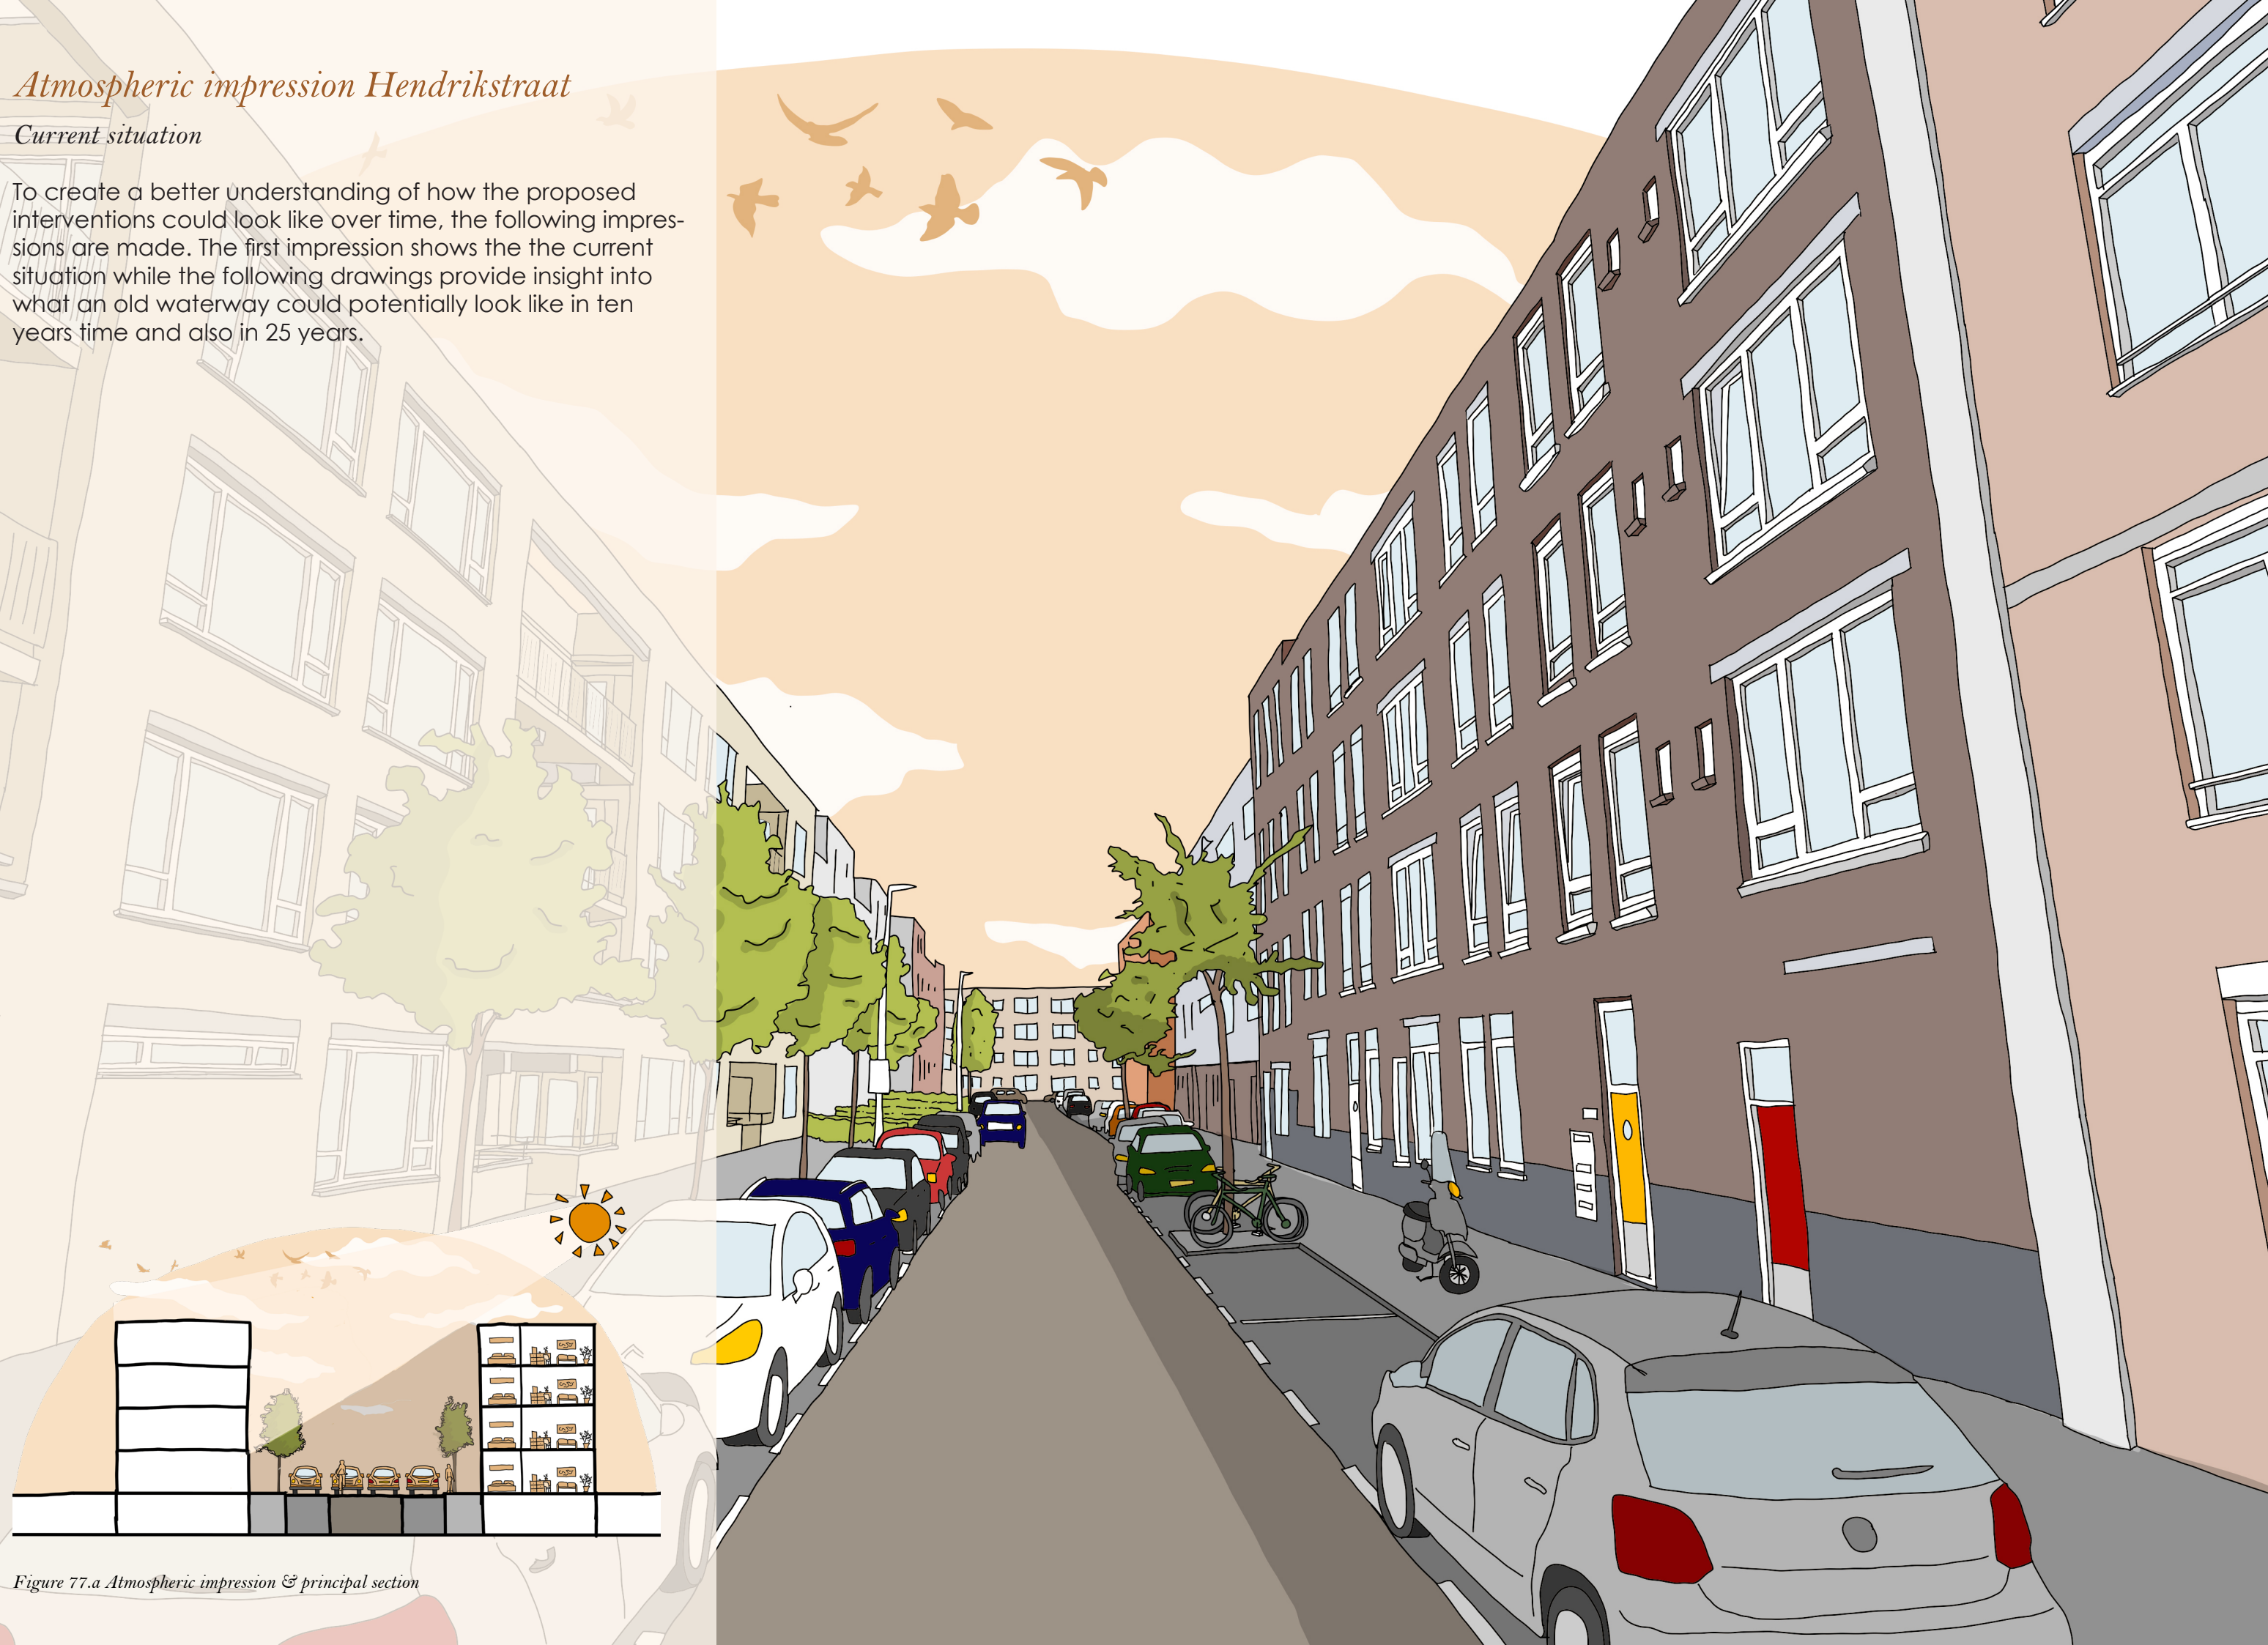 Atmospheric impression Hendrikstraat
Current situation
To create a better understanding of how the proposed
interventions could look like over time, the following impres-
sions are made. The first impression shows the the current
situation while the following drawings provide insight into
what an old waterway could potentially look like in ten
years time and also in 25 years.
Figure 77.a Atmospheric impression & principal section